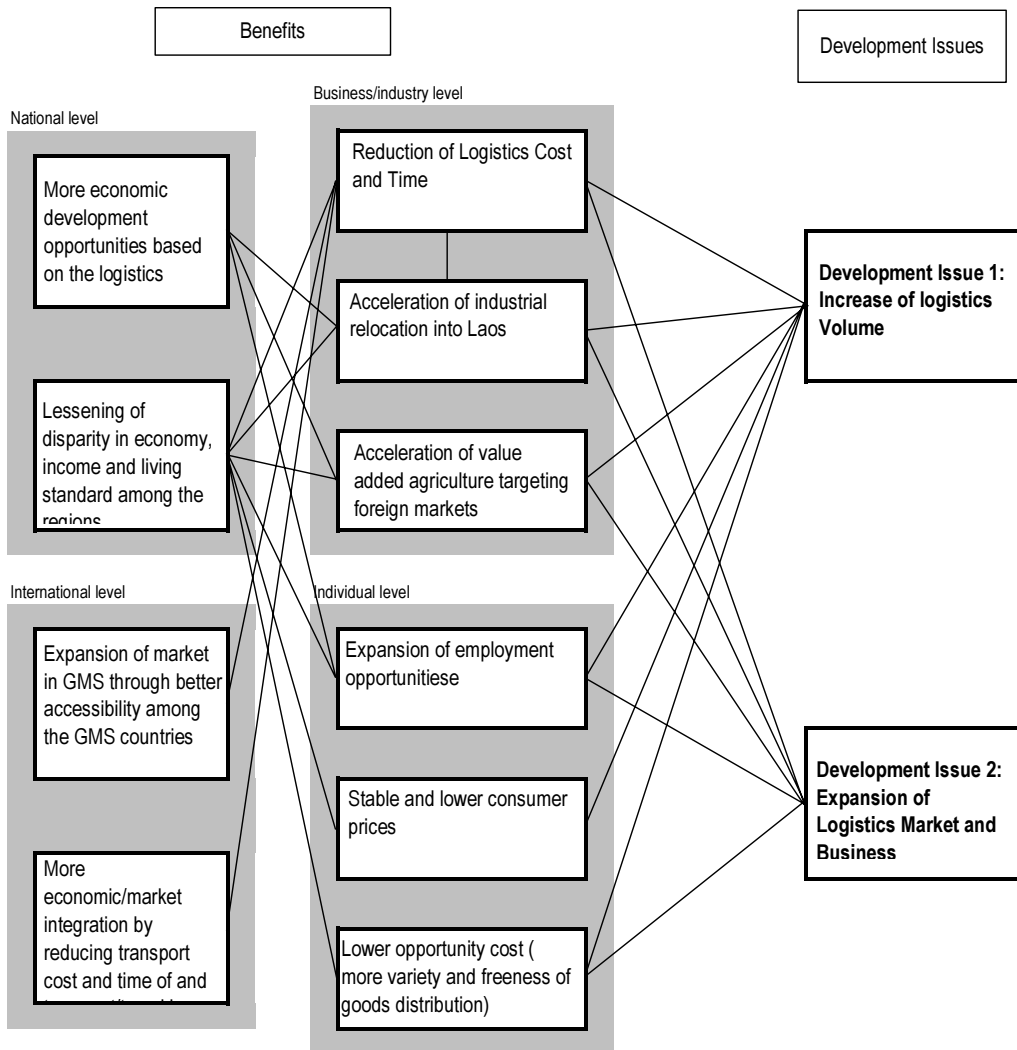 Benefits
Development Issues
National level
More economic
development
opportunities based
on the logistics
Lessening of
disparity in economy,
income and living
standard among the
regions
International level
Expansion of market
in GMS through better
accessibility among
the GMS countries
More
economic/market
integration by
reducing transport
cost and time of and
Business/industry level
Reduction of Logistics Cost
and Time
Acceleration of industrial
relocation into Laos
Acceleration of value
added agriculture targeting
foreign markets
Individual level
Expansion of employment
opportunitiese
Stable and lower consumer
prices
Lower opportunity cost (
more variety and freeness of
goods distribution)
Development Issue 1:
Increase of logistics
Volume
Development Issue 2:
Expansion of
Logistics Market and
Business